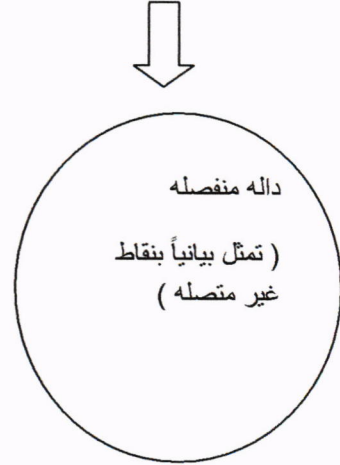 داله منفصله
( تمثل بيانياً بنقاط
غير متصله )